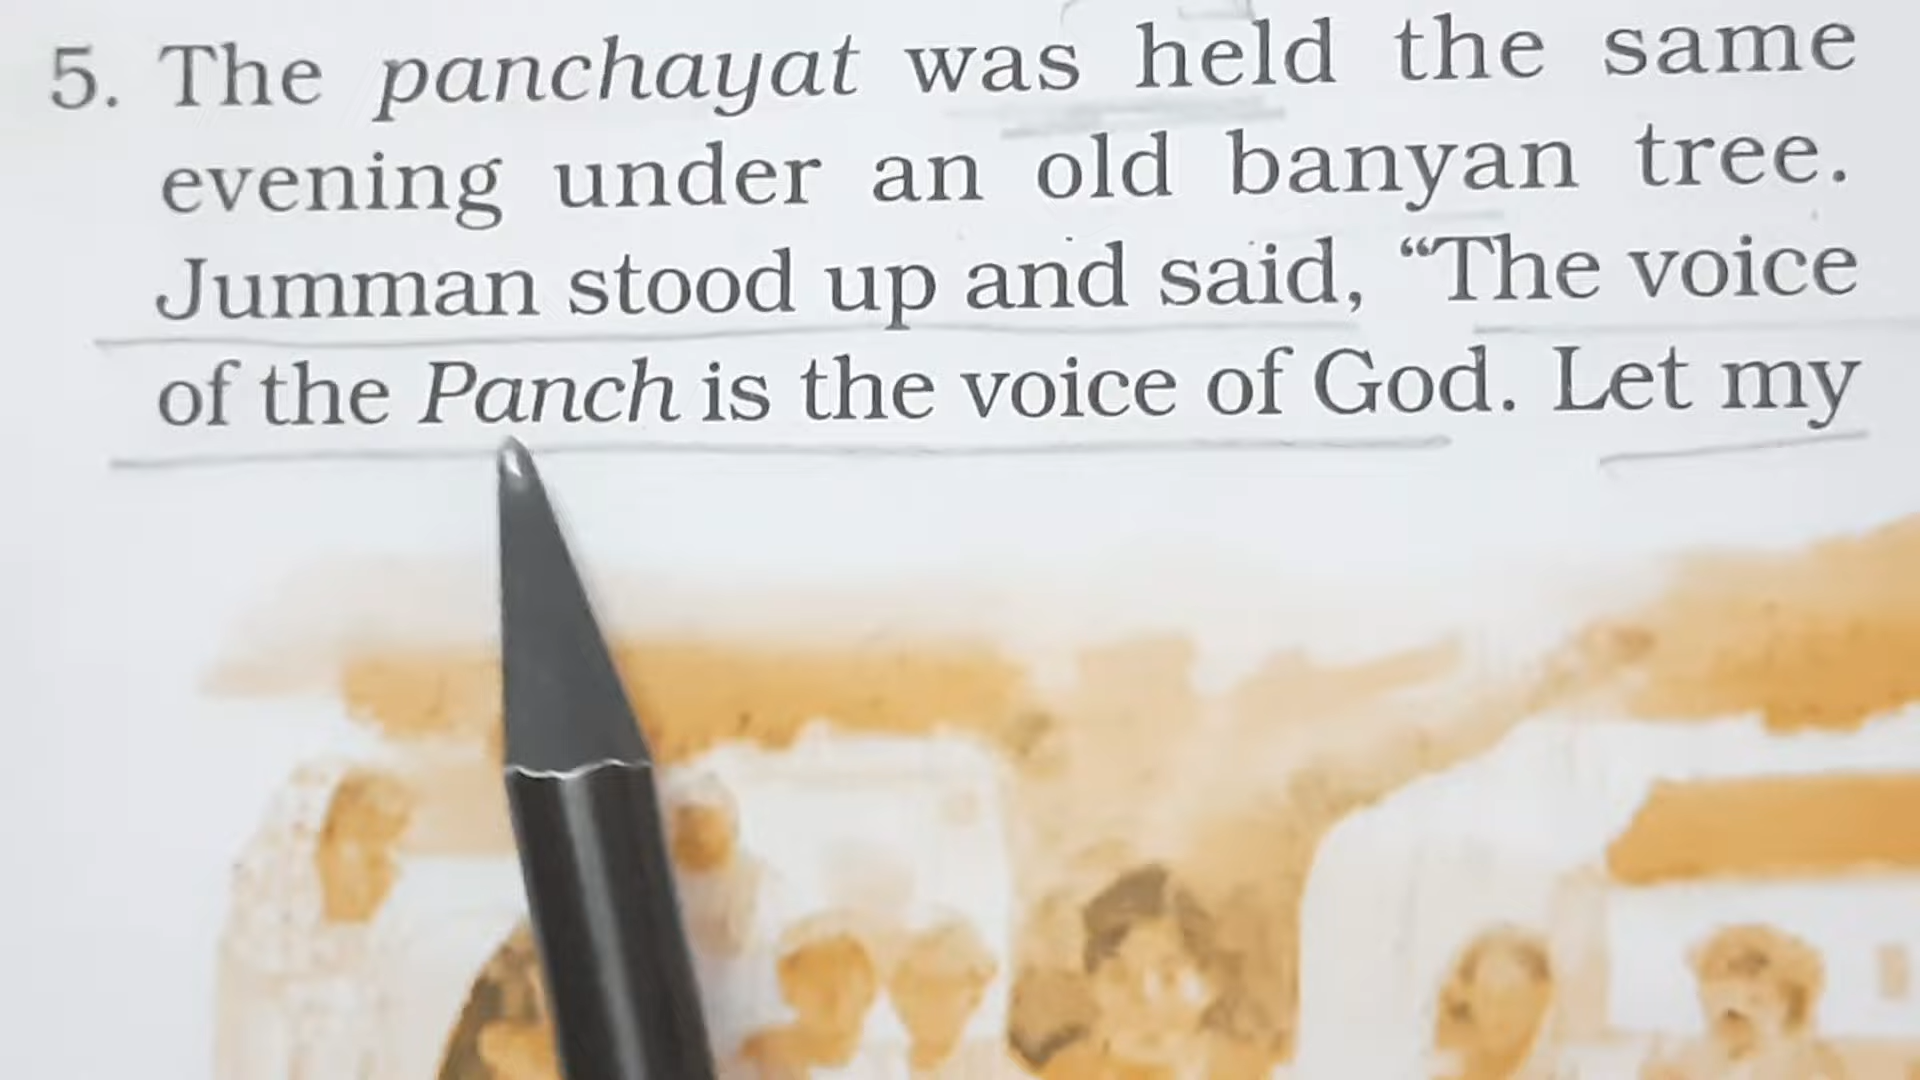 5. The panchayat was held the same
evening under an old banyan tree.
Jumman stood up and said, “The voice
of the Panch is the voice of God. Let my